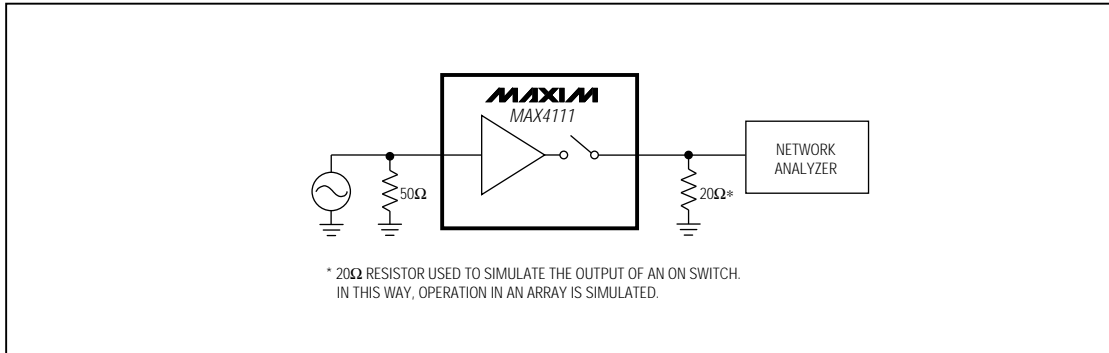 MAXIM
MAX4111
NETWORK
ANALYZER
50Ω
20Ω*
* 20Ω RESISTOR USED TO SIMULATE THE OUTPUT OF AN ON SWITCH.
IN THIS WAY, OPERATION IN AN ARRAY IS SIMULATED.